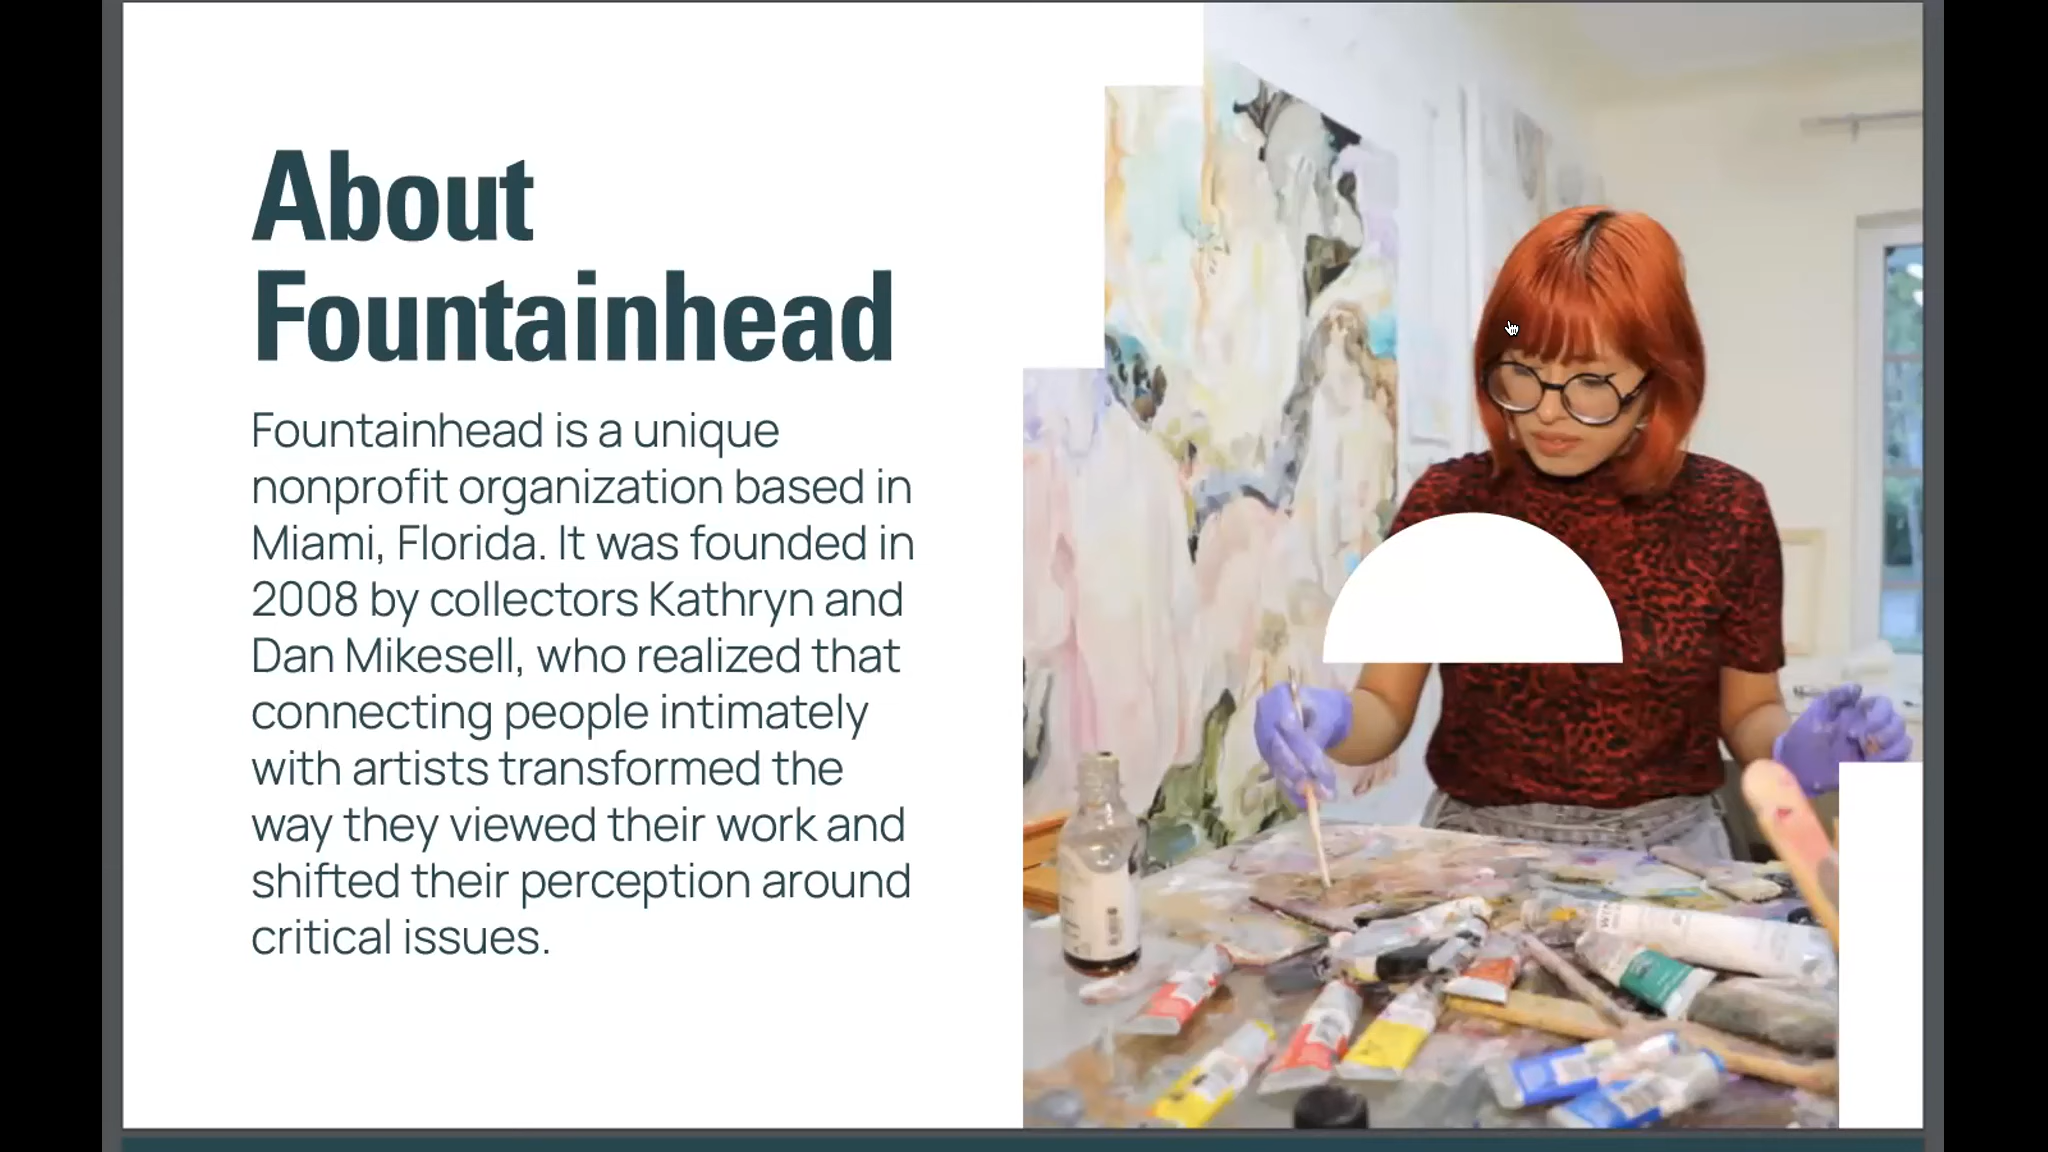 About
Fountainhead
Fountainhead is a unique
nonprofit organization based in
Miami, Florida. It was founded in
2008 by collectors Kathryn and
Dan Mikesell, who realized that
connecting people intimately
with artists transformed the
way they viewed their work and
shifted their perception around
critical issues.